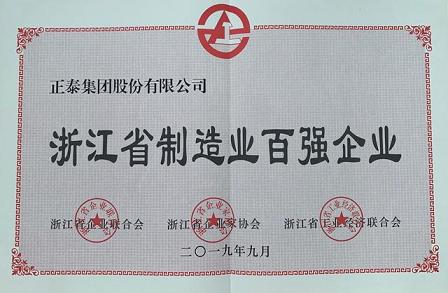 正泰集团股份有限公司
浙江省制造业百强企业
浙江省企业联合会 浙江省企业家协会 浙江省工业经济联合会
二〇一九年九月